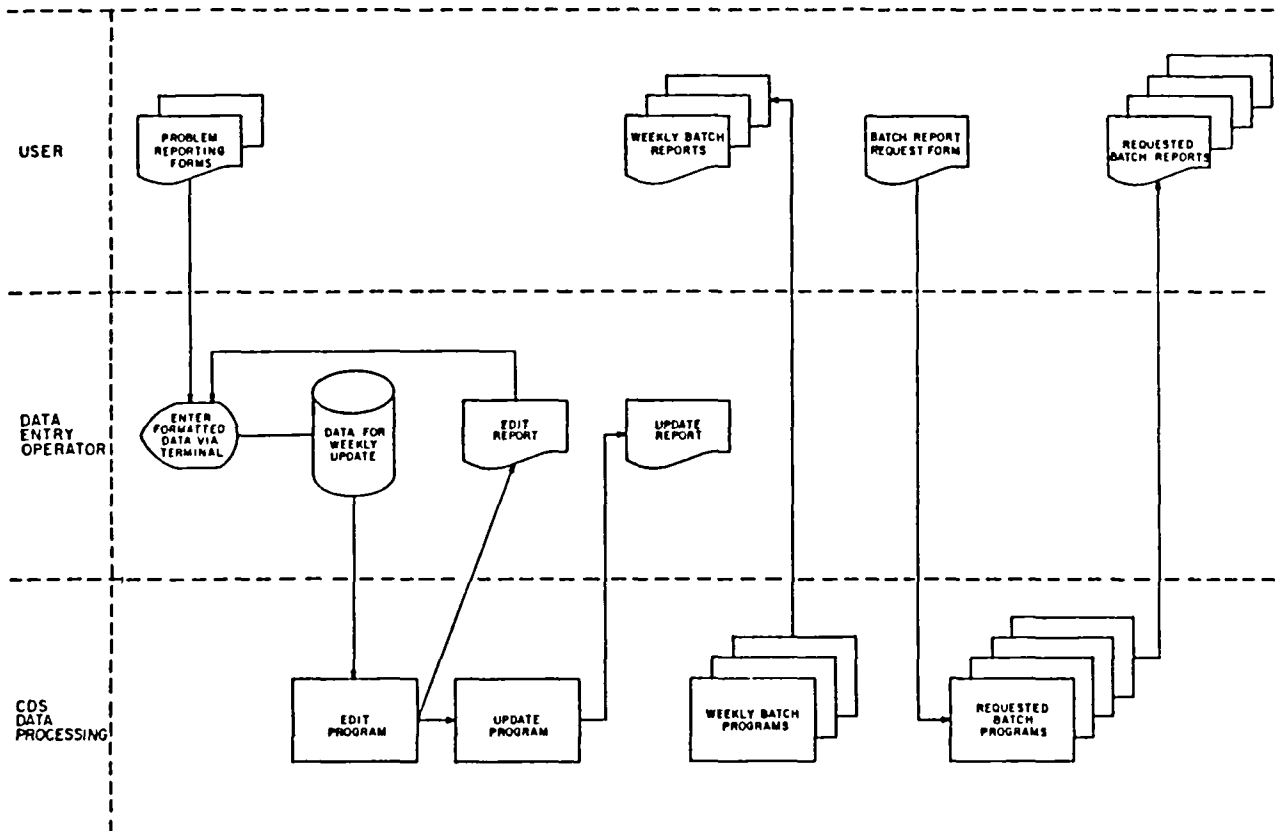 USER
PROBLEM
REPORTING
FORMS
WEEKLY BATCH
REPORTS
BATCH REPORT
REQUEST FORM
REQUESTED
BATCH REPORTS
DATA
ENTRY
OPERATOR
ENTER
FORMATTED
DATA VIA
TERMINAL
DATA FOR
WEEKLY
UPDATE
EDIT
REPORT
UPDATE
REPORT
CDS
DATA
PROCESSING
EDIT
PROGRAM
UPDATE
PROGRAM
WEEKLY BATCH
PROGRAMS
REQUESTED
BATCH
PROGRAMS